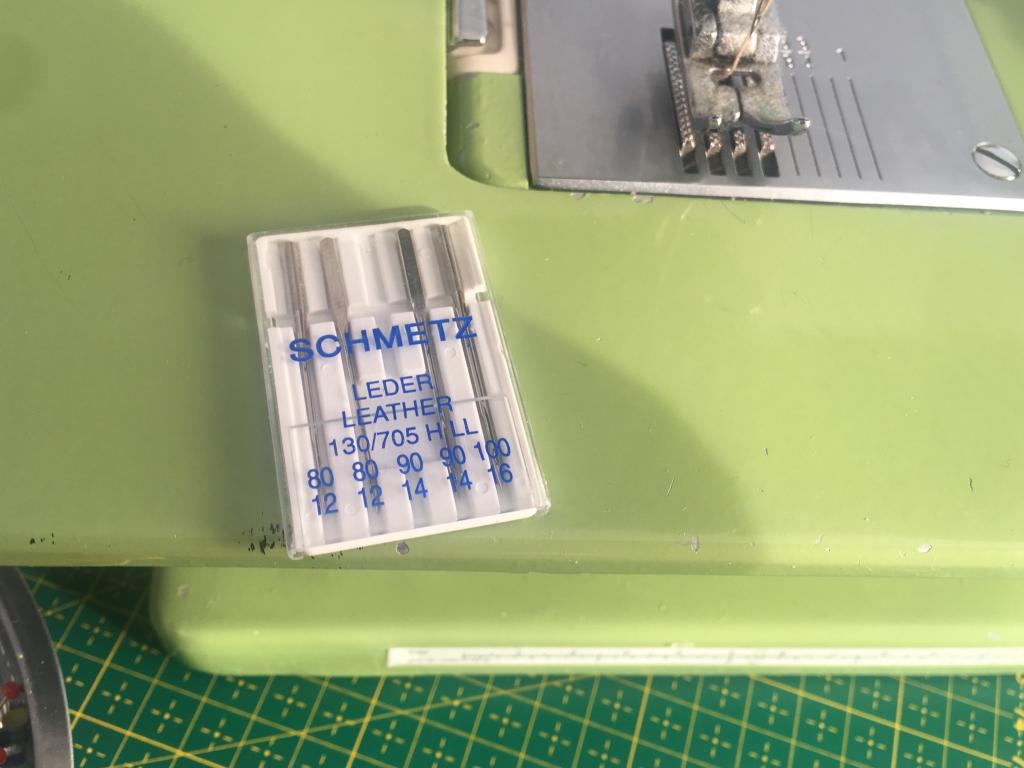 SCHMETZ
LEDER
LEATHER
130/705 H LL
80 80 90 90 100
12 12 14 14 16